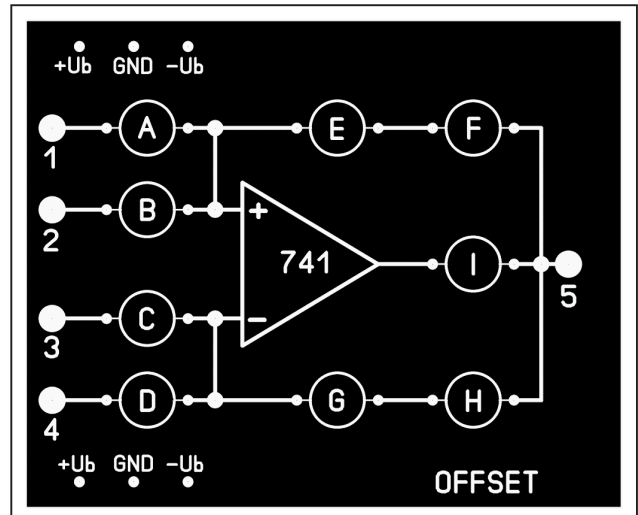 +Ub GND -Ub
A E F
1
B +
2
741 I
5
C -
3
D G H
4
+Ub GND -Ub
OFFSET